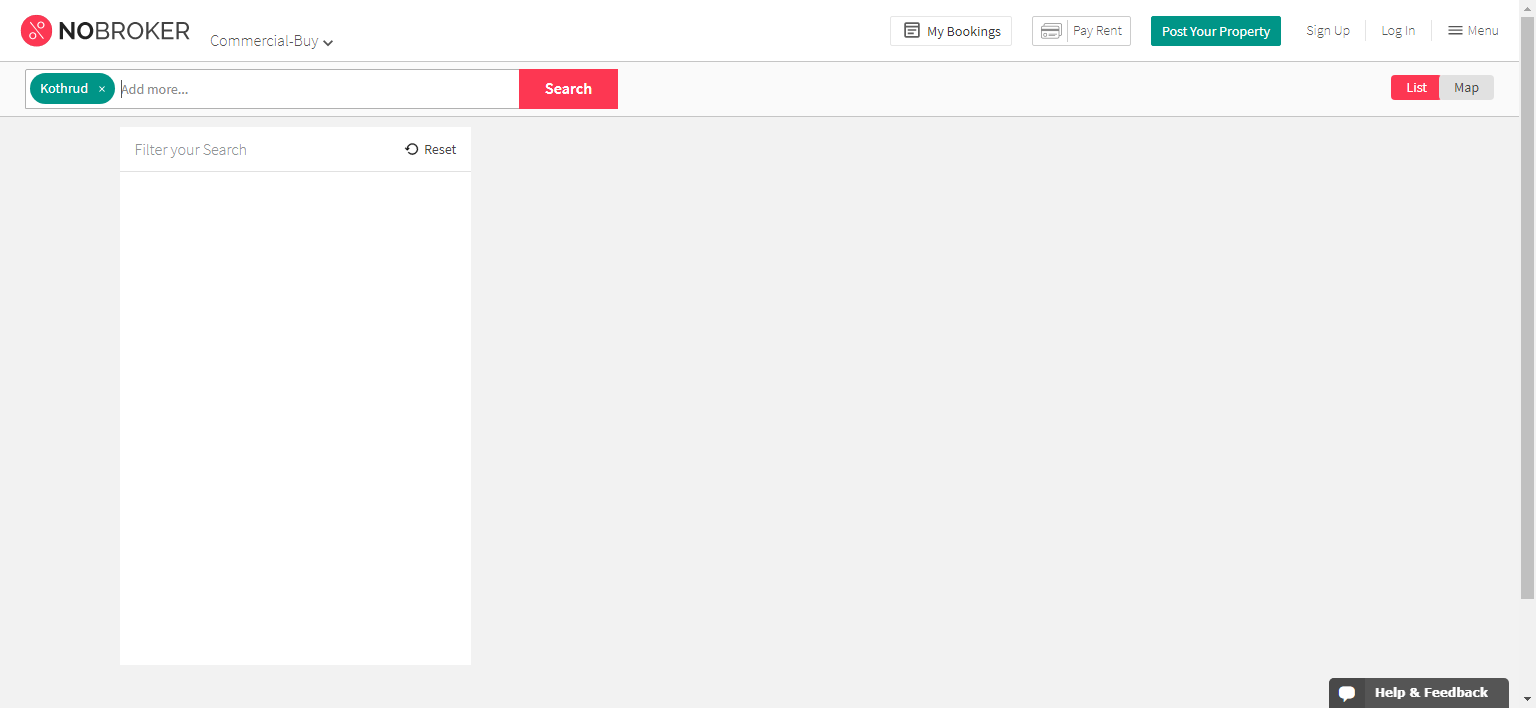 NOBROKER
Commercial-Buy
My Bookings
Pay Rent
Post Your Property
Sign Up
Log In
Menu
Kothrud ×
Add more...
Search
List
Map
Filter your Search
Reset
Help & Feedback